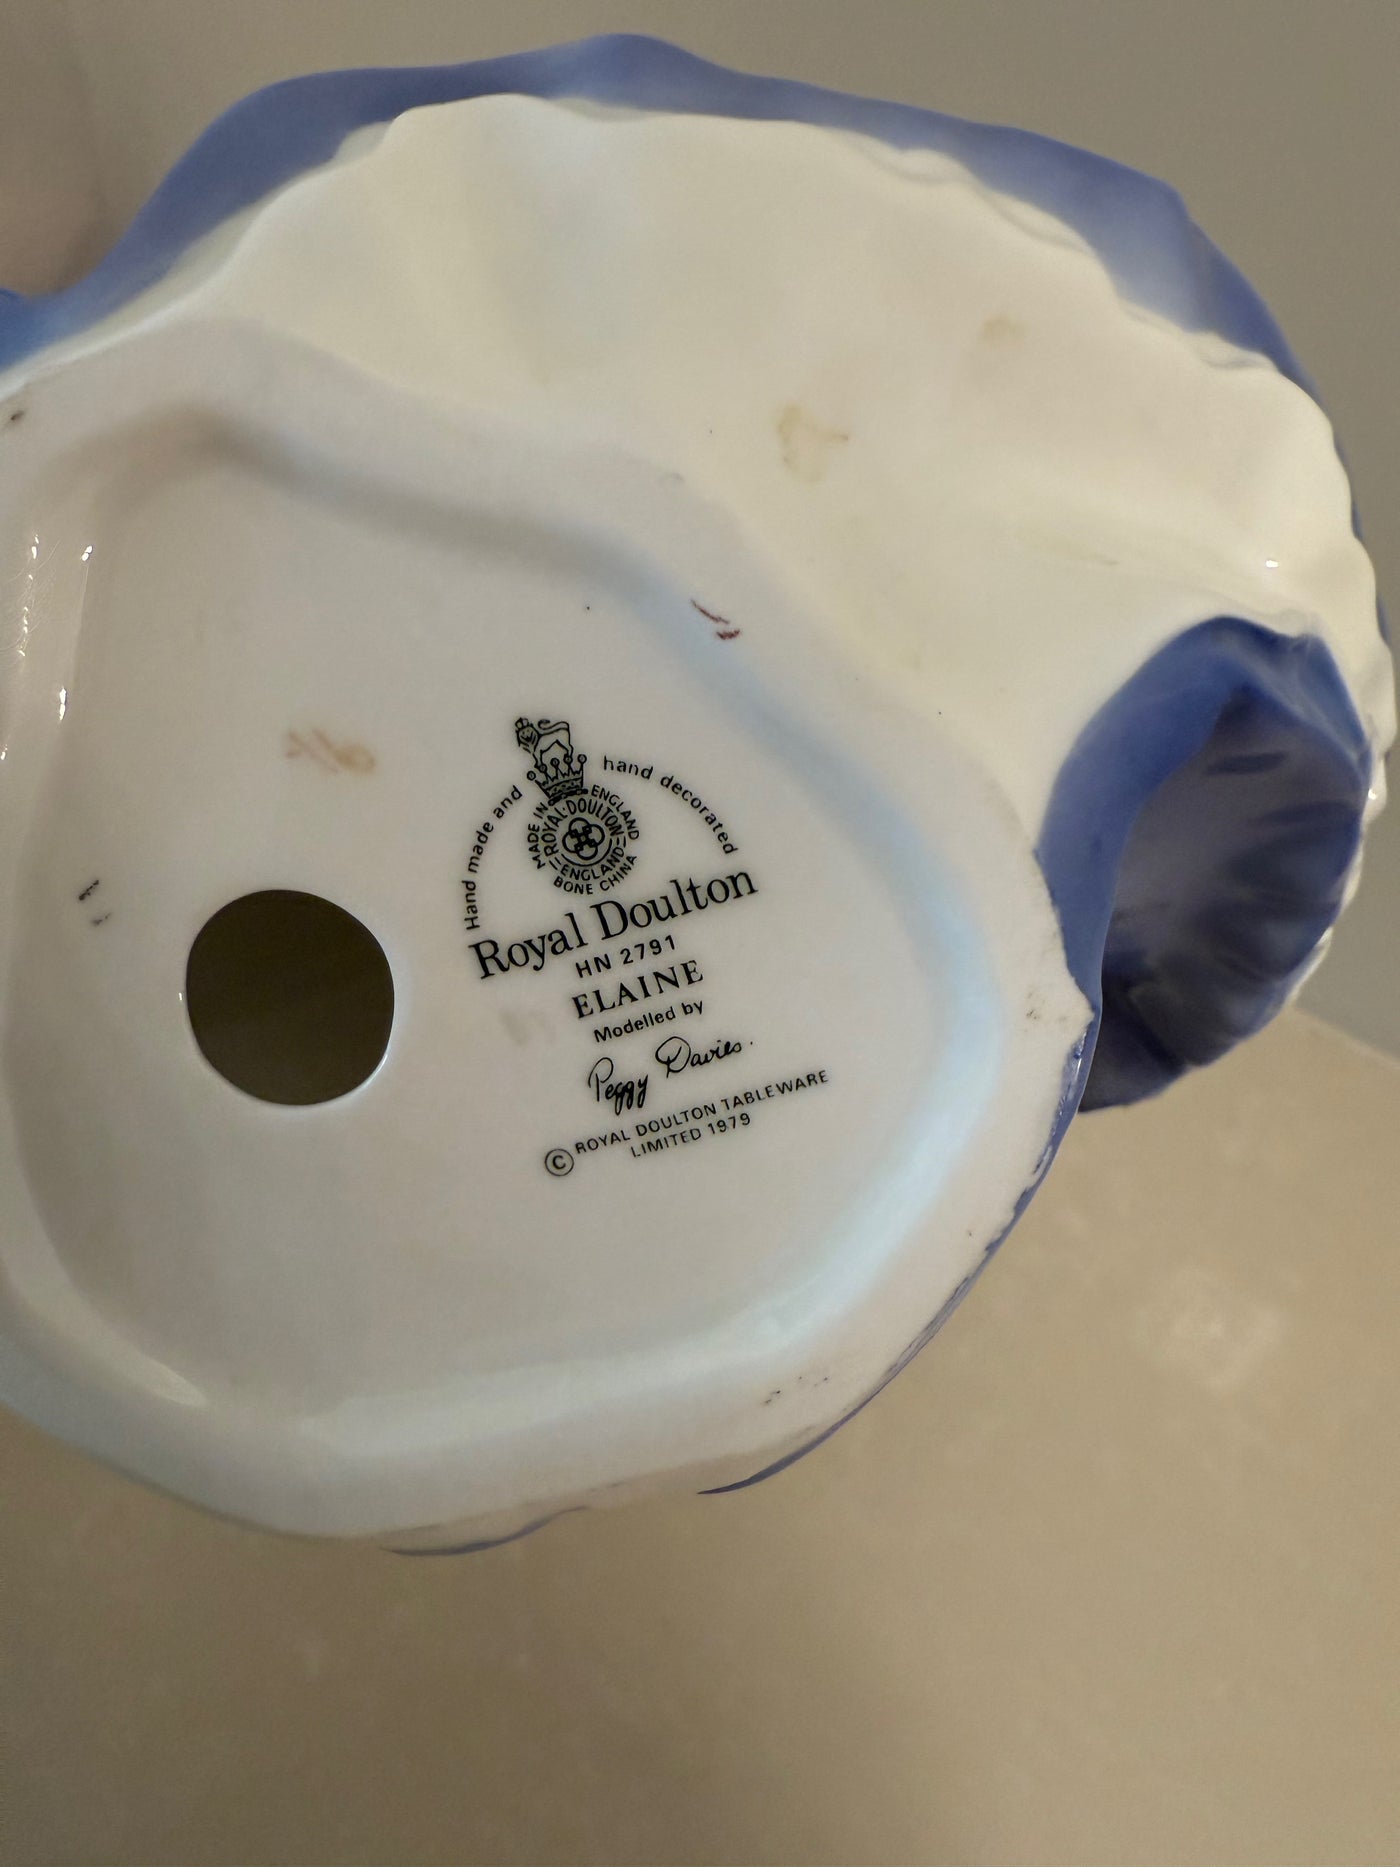 Hand made and hand decorated
MADE IN ENGLAND
ROYAL·DOULTON
ENGLAND
BONE CHINA
Royal Doulton
HN 2791
ELAINE
Modelled by
Peggy Davies.
© ROYAL DOULTON TABLEWARE
LIMITED 1979